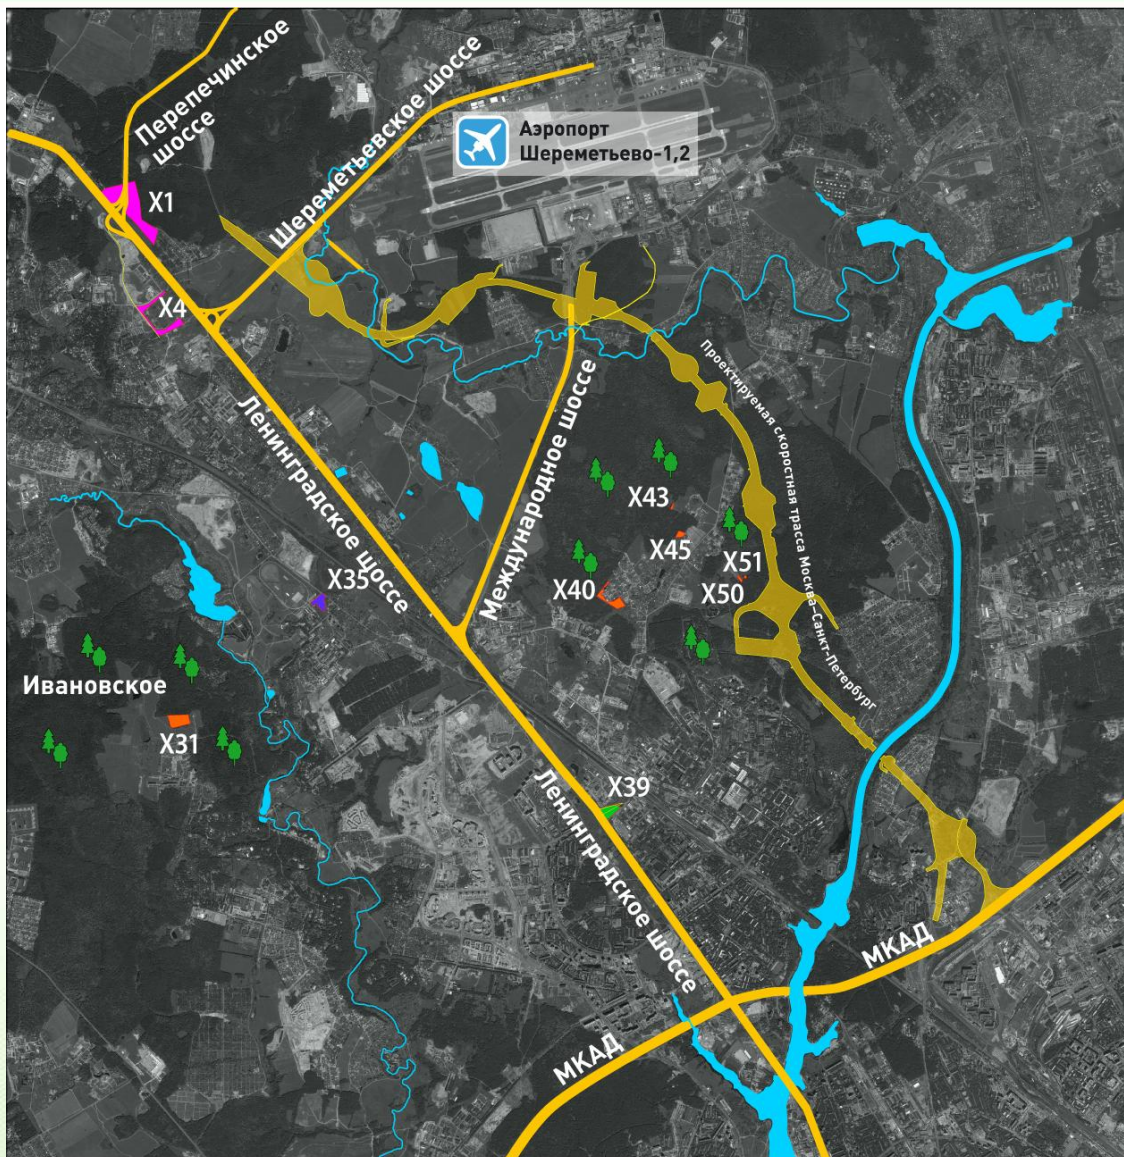 Перепечинское
шоссе
Шереметьевское шоссе
Аэропорт
Шереметьево-1,2
X1
X4
Проектируемая скоростная трасса Москва–Санкт-Петербург
Ленинградское шоссе
Международное шоссе
X43
X45
X51
X50
X40
X35
Ивановское
X31
X39
Ленинградское шоссе
МКАД
МКАД